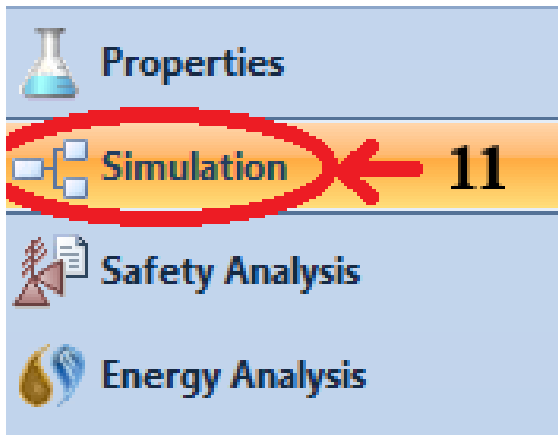 Properties
Simulation 11
Safety Analysis
Energy Analysis